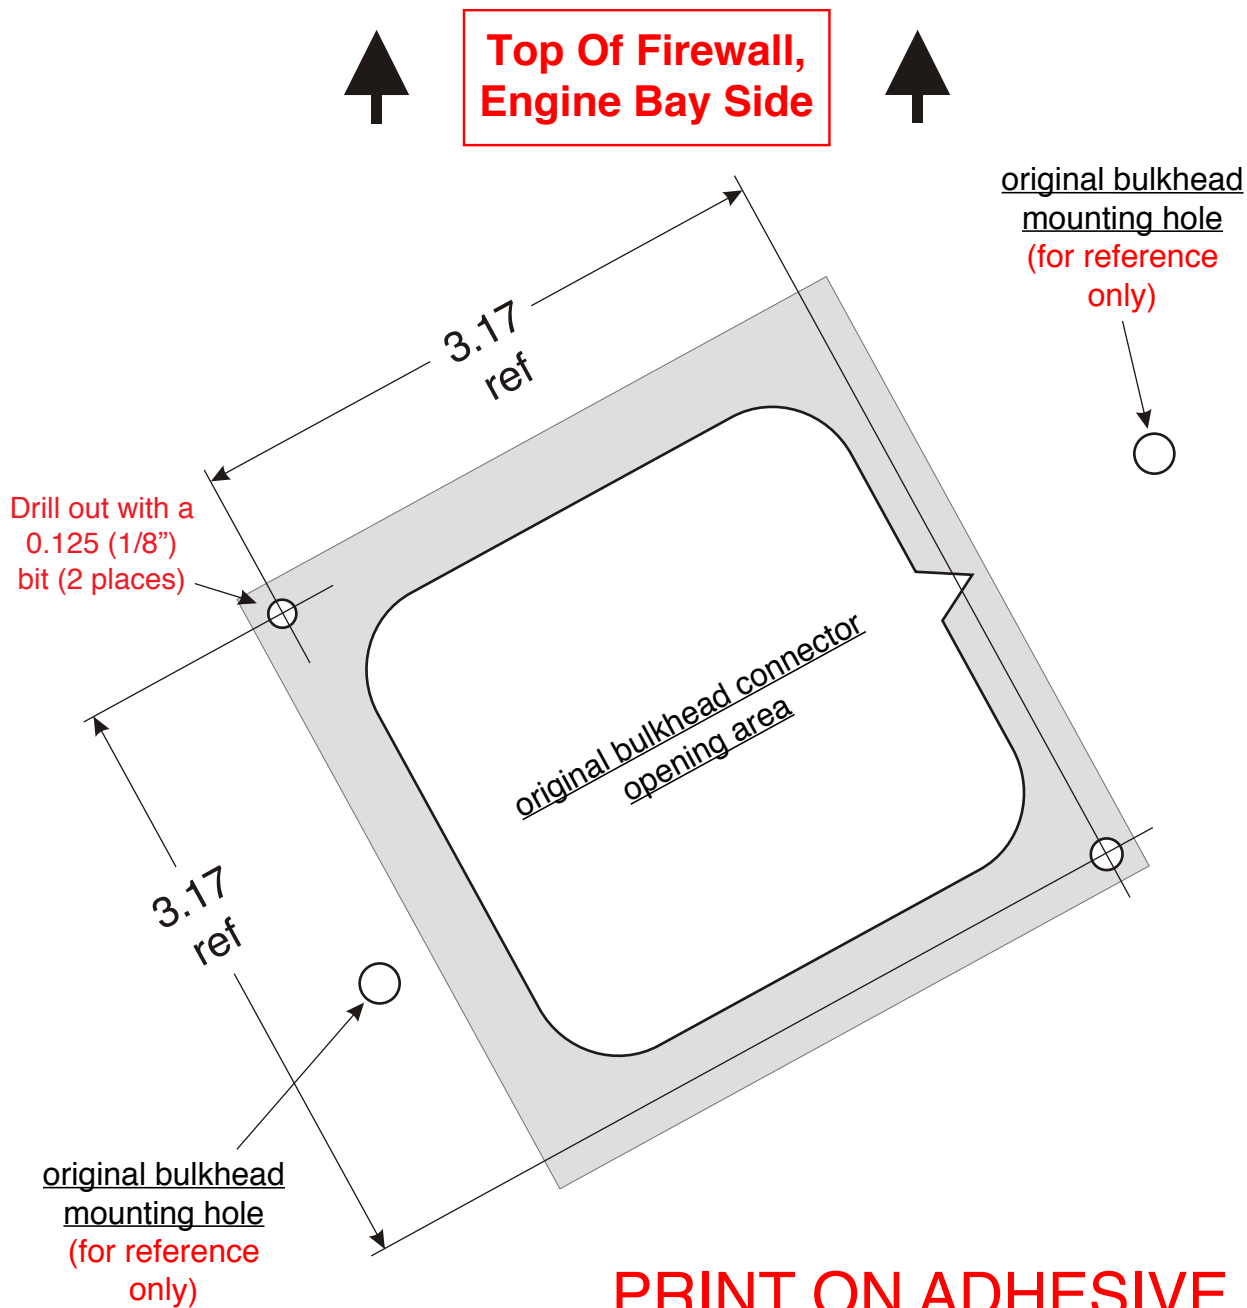 Top Of Firewall,
Engine Bay Side
original bulkhead
mounting hole
(for reference
only)
3.17
ref
Drill out with a
0.125 (1/8”)
bit (2 places)
original bulkhead connector
opening area
3.17
ref
original bulkhead
mounting hole
(for reference
only)
PRINT ON ADHESIVE